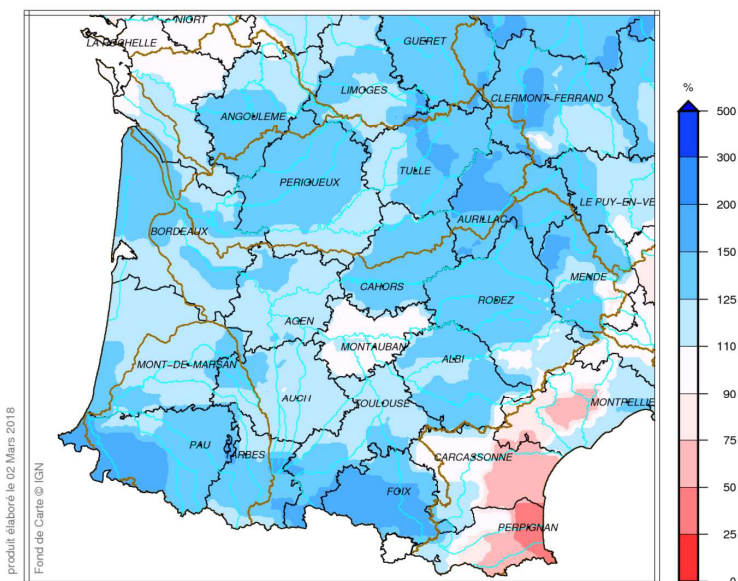 NIORT
LA ROCHELLE
GUERET
%
LIMOGES
CLERMONT-FERRAND
500
ANGOULEME
300
TULLE
PERIGUEUX
LE PUY-EN-VE
200
AURILLAC
BORDEAUX
150
MENDE
CAHORS
RODEZ
125
AGEN
MONTAUBAN
110
ALBI
MONT-DE-MARSAN
AUCH
TOULOUSE
MONTPELLIE
90
PAU
TARBES
CARCASSONNE
75
FOIX
50
PERPIGNAN
25
0
produit élaboré le 02 Mars 2018
Fond de Carte © IGN